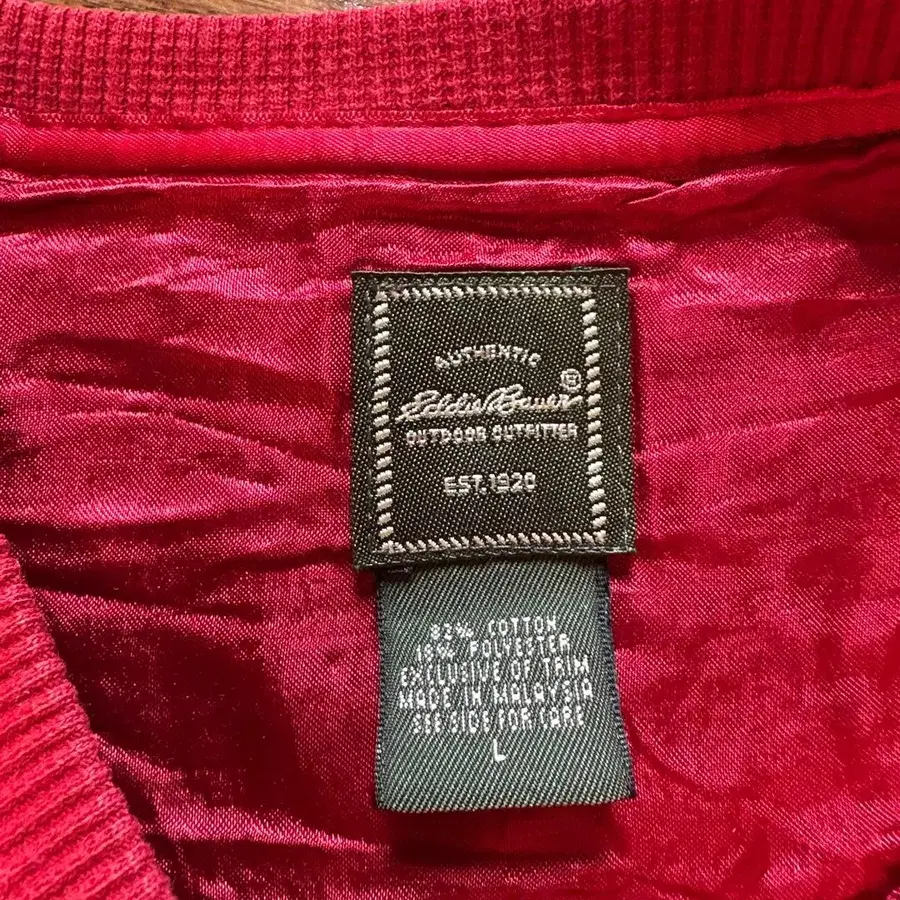 AUTHENTIC
Eddie Bauer®
OUTDOOR OUTFITTER
EST. 1920
82% COTTON
18% POLYESTER
EXCLUSIVE OF TRIM
MADE IN MALAYSIA
SEE SIDE FOR CARE
L